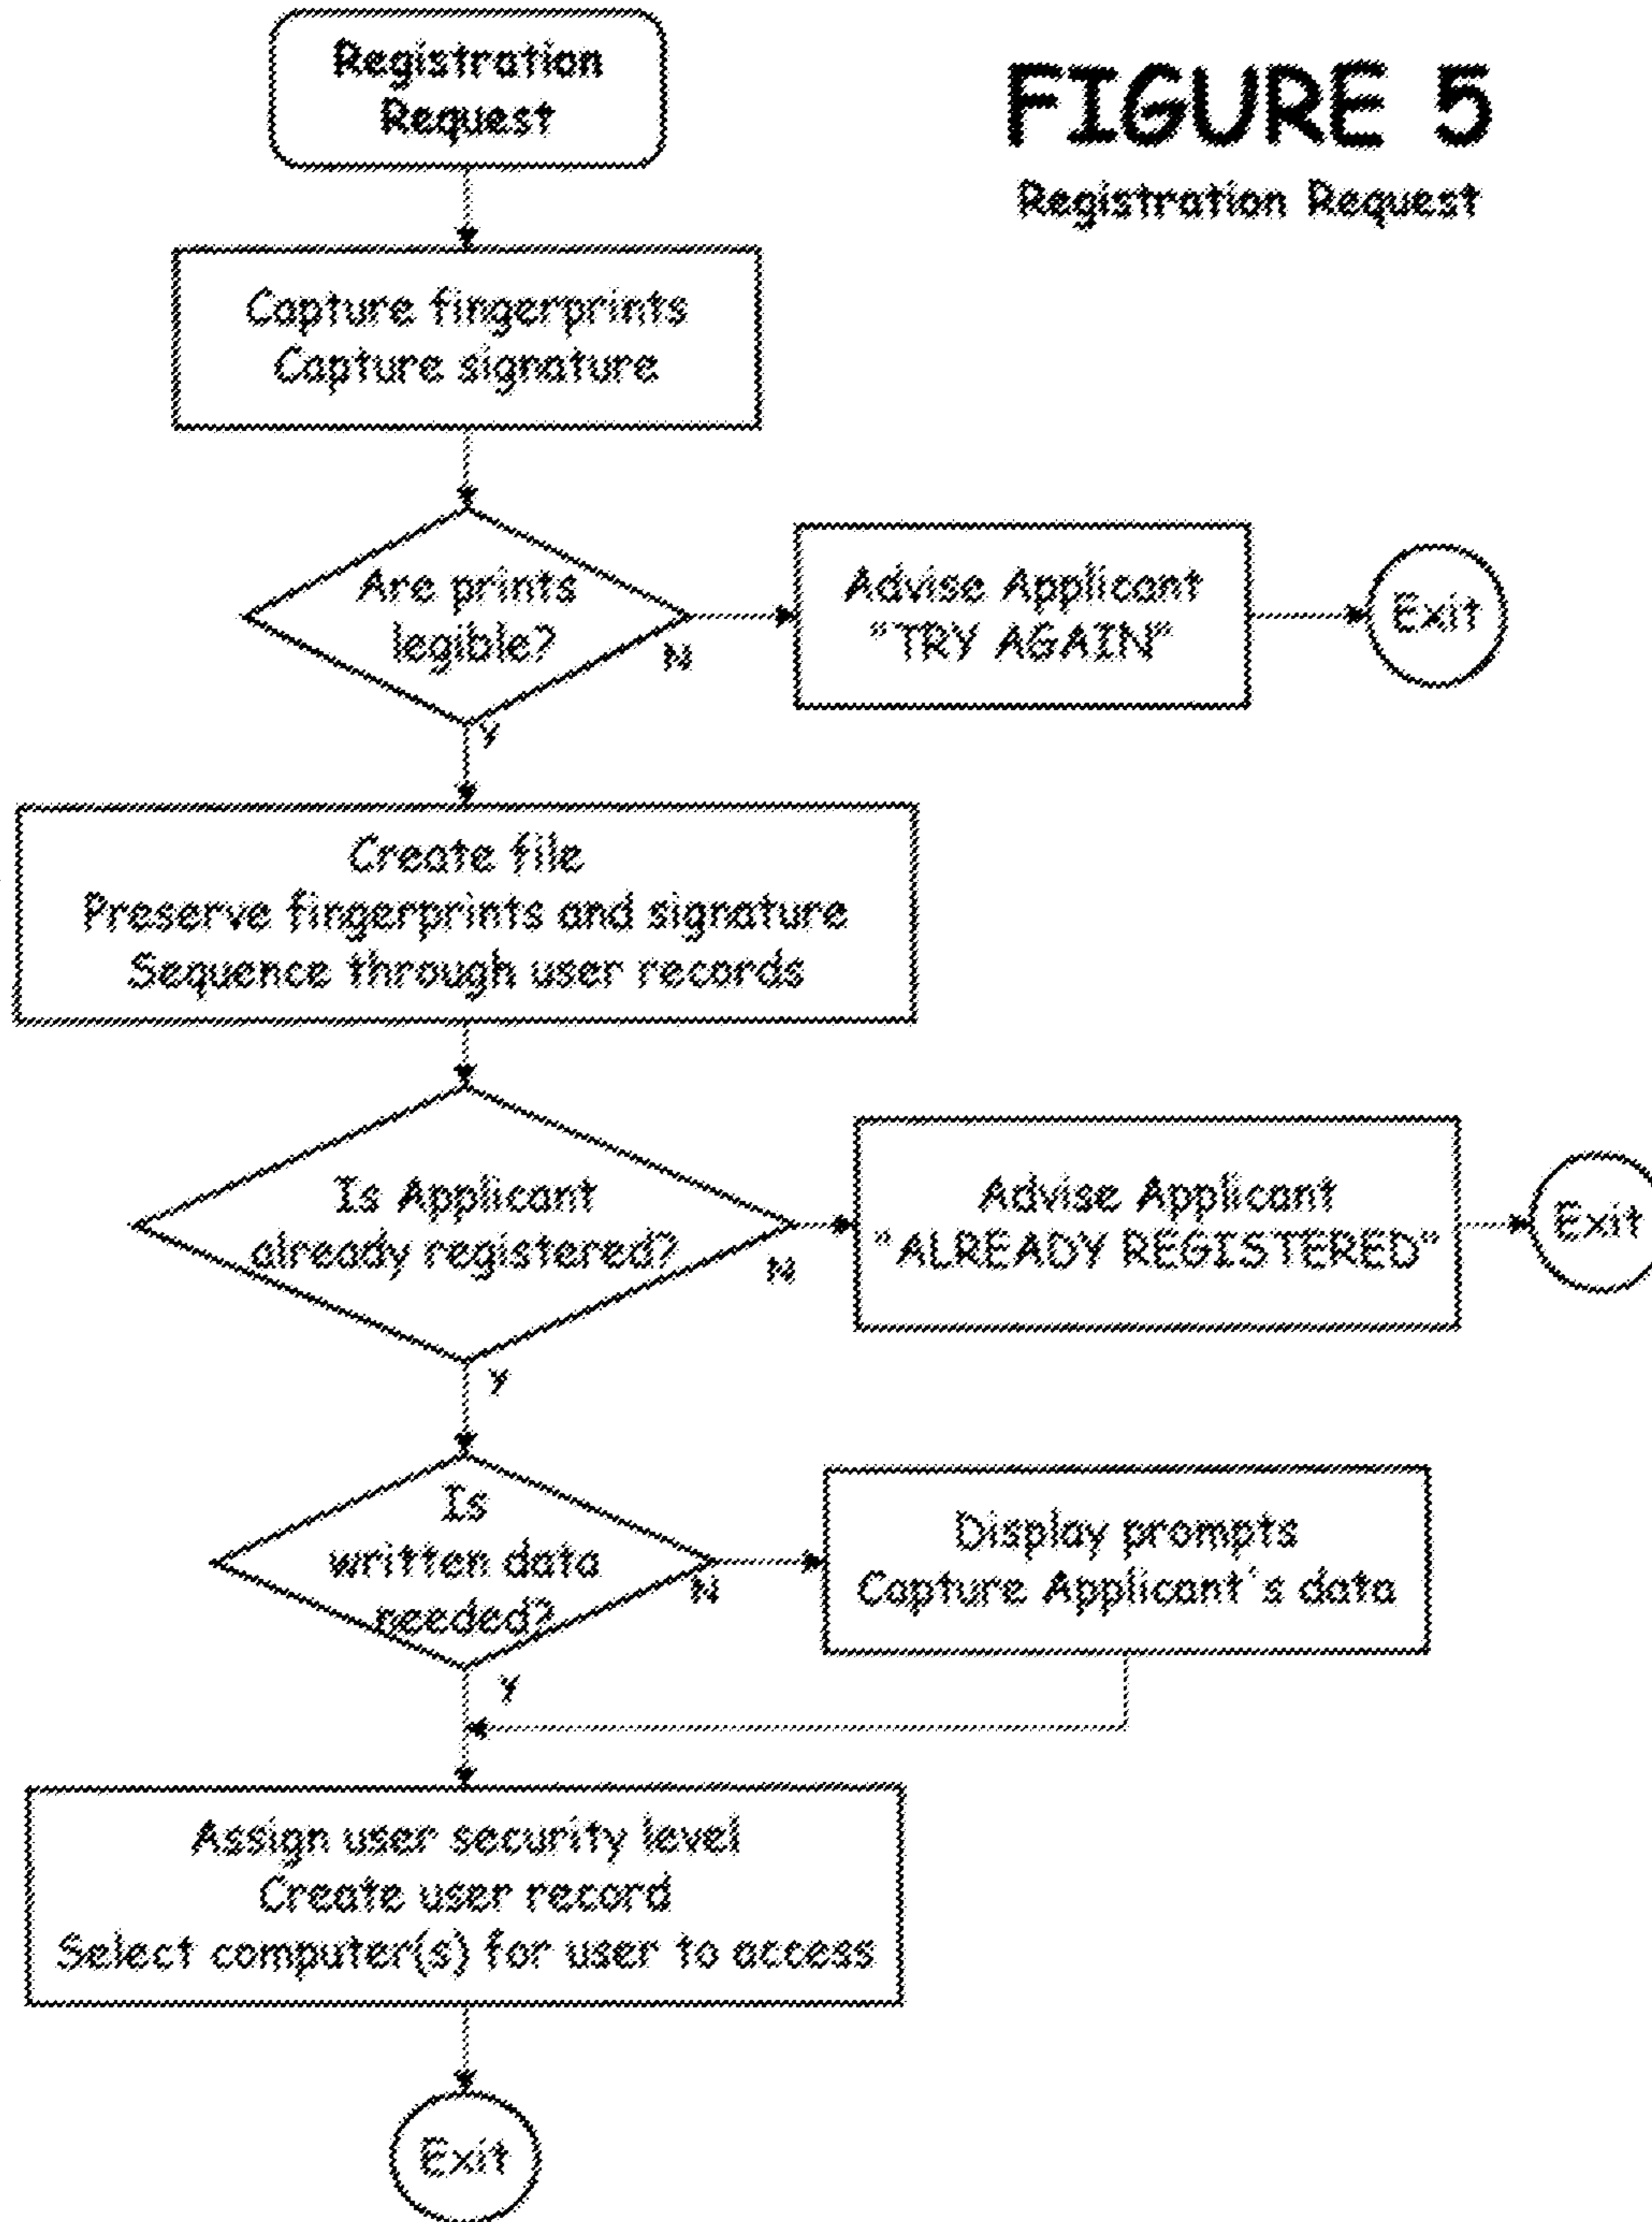 Registration
Request
FIGURE 5
Registration Request
Capture fingerprints
Capture signature
Are prints
legible?
N
Y
Advise Applicant
"TRY AGAIN"
Exit
Create file
Preserve fingerprints and signature
Sequence through user records
Is Applicant
already registered?
N
Y
Advise Applicant
"ALREADY REGISTERED"
Exit
Is
written data
needed?
N
Y
Display prompts
Capture Applicant's data
Assign user security level
Create user record
Select computer(s) for user to access
Exit